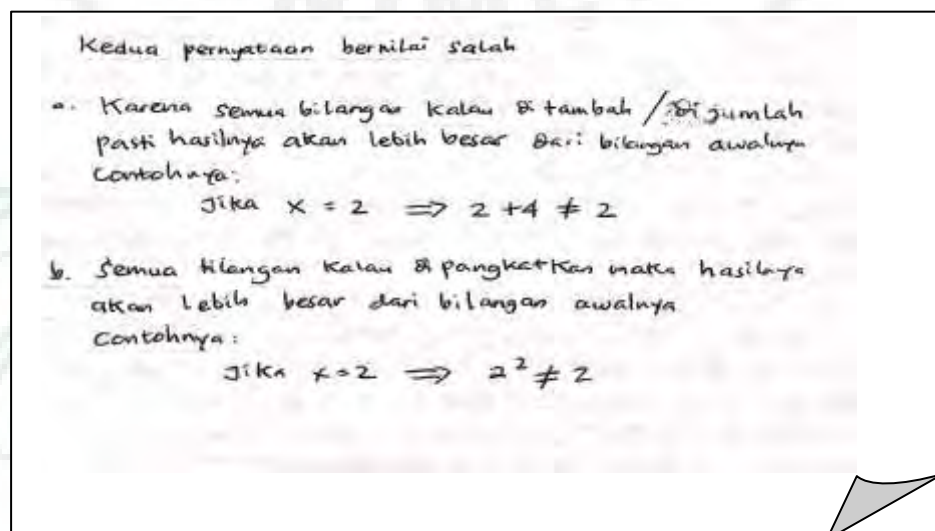 Kedua pernyataan bernilai salah
a. Karena semua bilangan kalau di tambah / Di jumlah
pasti hasilnya akan lebih besar dari bilangan awalnya
Contohnya:
Jika x = 2 ⟹ 2 + 4 ≠ 2
b. Semua bilangan kalau di pangkatkan maka hasilnya
akan lebih besar dari bilangan awalnya
Contohnya:
Jika x = 2 ⟹ 2² ≠ 2